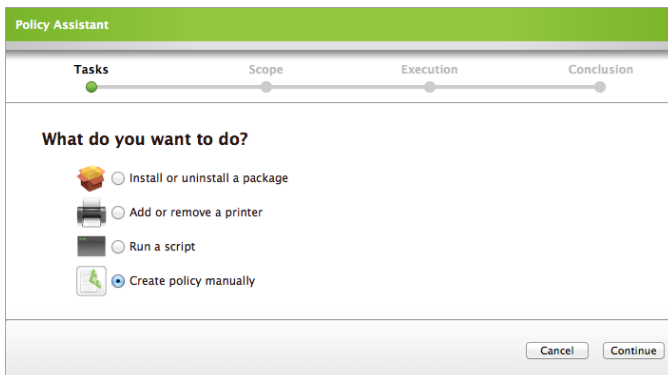 Policy Assistant
Tasks Scope Execution Conclusion
What do you want to do?
Install or uninstall a package
Add or remove a printer
Run a script
Create policy manually
Cancel Continue